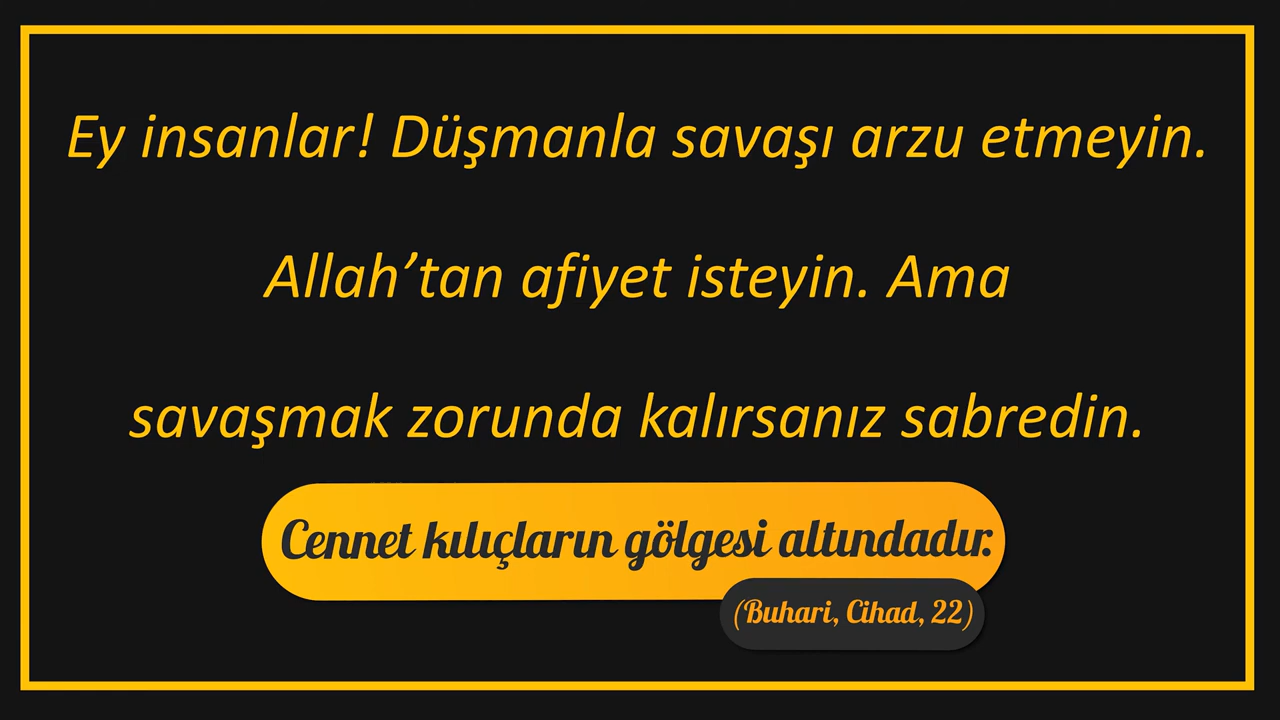 Ey insanlar! Düşmanla savaşı arzu etmeyin.
Allah’tan afiyet isteyin. Ama
savaşmak zorunda kalırsanız sabredin.
Cennet kılıçların gölgesi altındadır.
(Buhari, Cihad, 22)